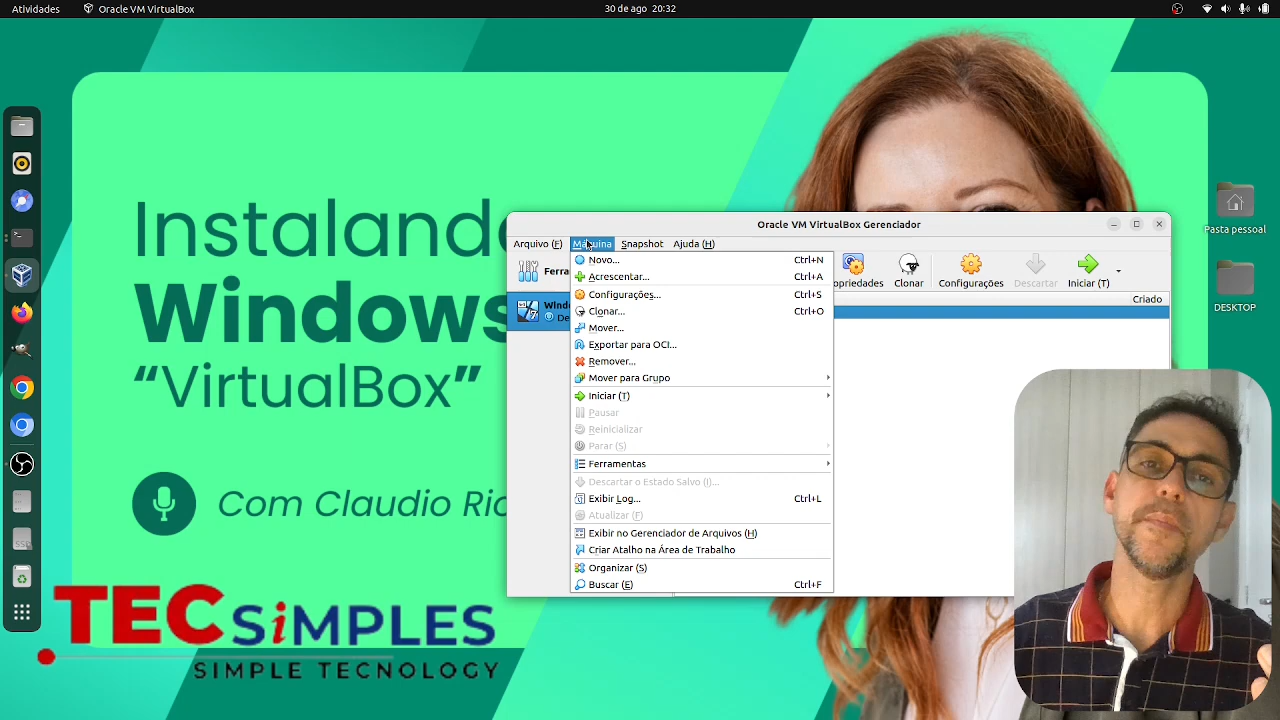 Atividades
Oracle VM VirtualBox
30 de ago 20:32
Instalando
Windows
“VirtualBox”
Com Claudio
TECSiMPLES
SIMPLE TECNOLOGY
Pasta pessoal
DESKTOP
Oracle VM VirtualBox Gerenciador
Arquivo (F) Máquina Snapshot Ajuda (H)
Novo... Ctrl+N
Acrescentar... Ctrl+A
Configurações... Ctrl+S
Clonar... Ctrl+O
Mover...
Exportar para OCI...
Remover...
Mover para Grupo
Iniciar (T)
Pausar
Reinicializar
Parar (S)
Ferramentas
Descartar o Estado Salvo (I)...
Exibir Log... Ctrl+L
Atualizar (F)
Exibir no Gerenciador de Arquivos (H)
Criar Atalho na Área de Trabalho
Organizar (S)
Buscar (E) Ctrl+F
Clonar Configurações Descartar Iniciar (T)
Criado